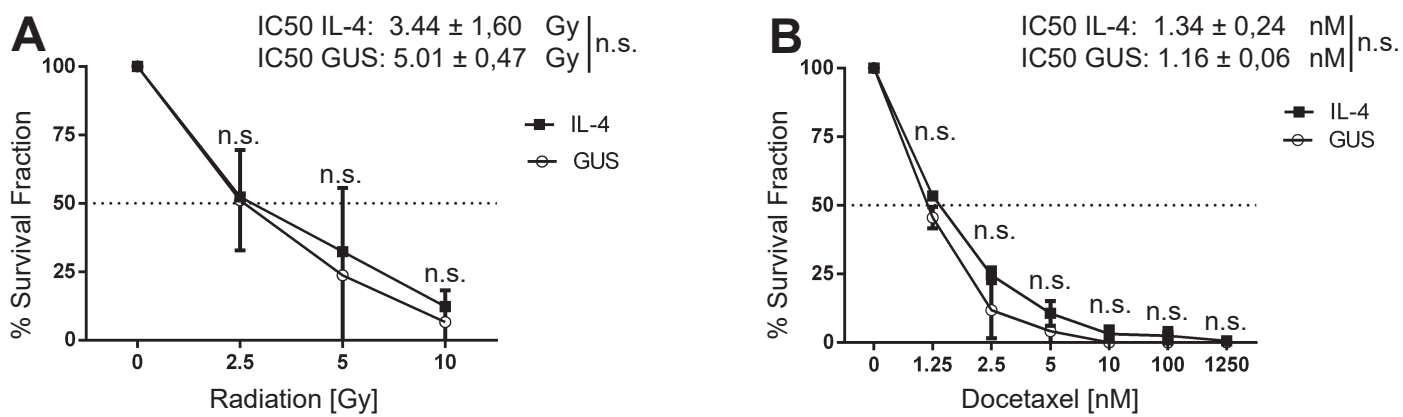 A
IC50 IL-4: 3.44 ± 1,60 Gy
IC50 GUS: 5.01 ± 0,47 Gy
n.s.
100
75
50
25
0
% Survival Fraction
n.s.
n.s.
n.s.
IL-4
GUS
0 2.5 5 10
Radiation [Gy]
B
IC50 IL-4: 1.34 ± 0,24 nM
IC50 GUS: 1.16 ± 0,06 nM
n.s.
100
75
50
25
0
% Survival Fraction
n.s.
n.s.
n.s.
n.s.
n.s.
n.s.
IL-4
GUS
0 1.25 2.5 5 10 100 1250
Docetaxel [nM]